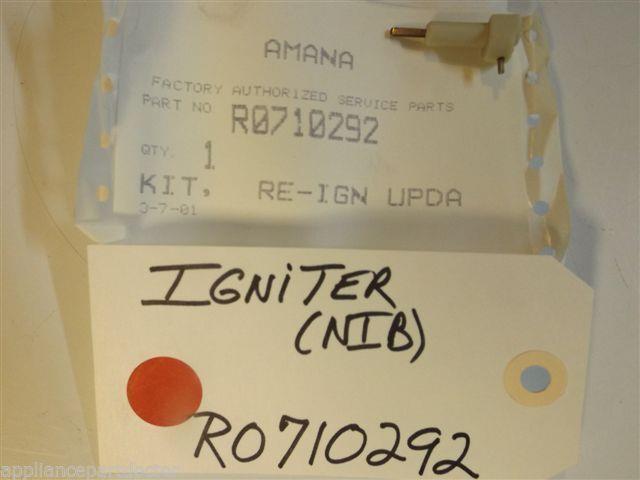 AMANA
FACTORY AUTHORIZED SERVICE PARTS
PART NO R0710292
QTY. 1
KIT, RE-IGN UPDA
3-7-01
IGNITER
(NIB)
R0710292